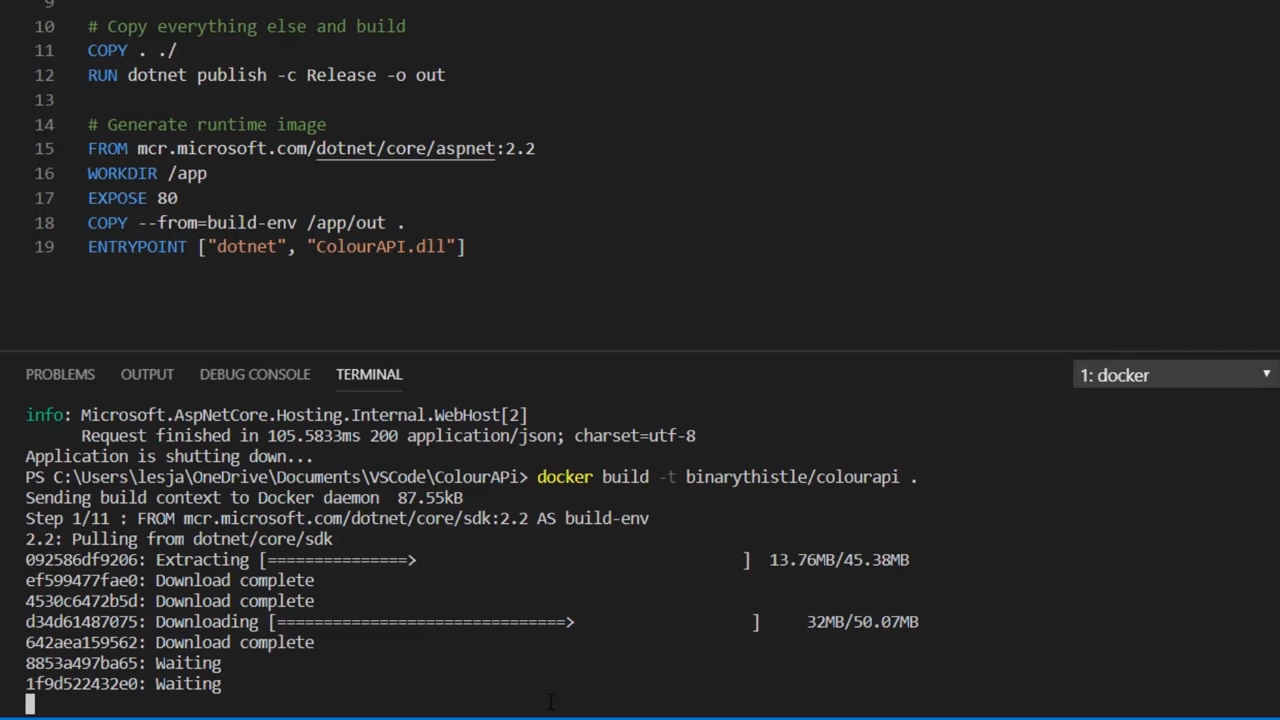 9
10 # Copy everything else and build
11 COPY . ./
12 RUN dotnet publish -c Release -o out
13
14 # Generate runtime image
15 FROM mcr.microsoft.com/dotnet/core/aspnet:2.2
16 WORKDIR /app
17 EXPOSE 80
18 COPY --from=build-env /app/out .
19 ENTRYPOINT ["dotnet", "ColourAPI.dll"]
PROBLEMS OUTPUT DEBUG CONSOLE TERMINAL 1: docker
info: Microsoft.AspNetCore.Hosting.Internal.WebHost[2]
Request finished in 105.5833ms 200 application/json; charset=utf-8
Application is shutting down...
PS C:\Users\lesja\OneDrive\Documents\VSCode\ColourAPi> docker build -t binarythistle/colourapi .
Sending build context to Docker daemon 87.55kB
Step 1/11 : FROM mcr.microsoft.com/dotnet/core/sdk:2.2 AS build-env
2.2: Pulling from dotnet/core/sdk
092586df9206: Extracting [===============> ] 13.76MB/45.38MB
ef599477fae0: Download complete
4530c6472b5d: Download complete
d34d61487075: Downloading [===============================> ] 32MB/50.07MB
642aea159562: Download complete
8853a497ba65: Waiting
1f9d522432e0: Waiting